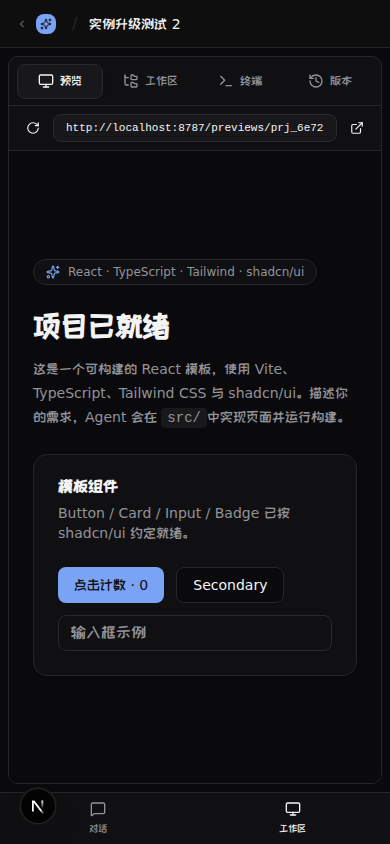 实例升级测试 2
预览
工作区
终端
版本
http://localhost:8787/previews/prj_6e72
React · TypeScript · Tailwind · shadcn/ui
项目已就绪
这是一个可构建的 React 模板，使用 Vite、
TypeScript、Tailwind CSS 与 shadcn/ui。描述你
的需求，Agent 会在 src/ 中实现页面并运行构建。
模板组件
Button / Card / Input / Badge 已按
shadcn/ui 约定就绪。
点击计数 · 0
Secondary
输入框示例
N
对话
工作区